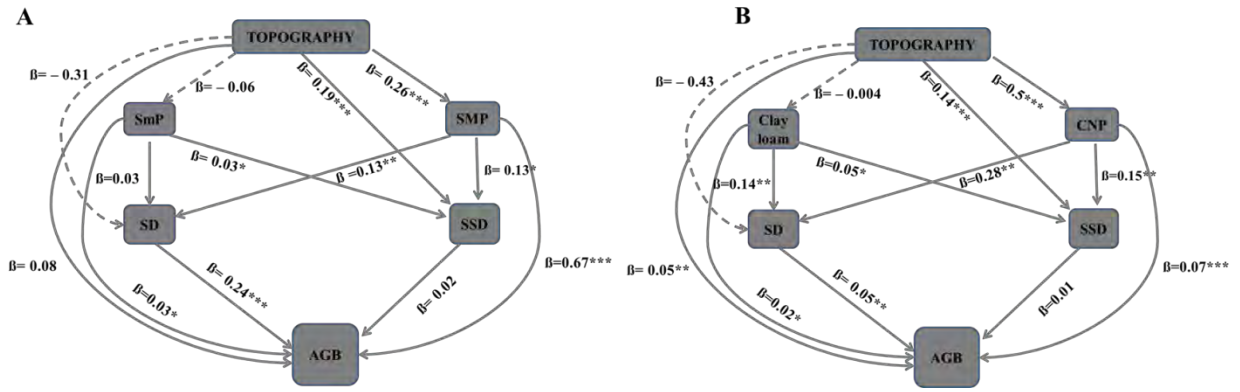 A
TOPOGRAPHY
ß= – 0.31
ß= – 0.06
ß= 0.19***
ß= 0.26***
SmP
SMP
ß= 0.03*
ß =0.13**
ß= 0.13*
ß=0.03
SD
SSD
ß= 0.08
ß= 0.24***
ß= 0.02
ß=0.67***
ß=0.03*
AGB
B
TOPOGRAPHY
ß= – 0.43
ß= – 0.004
ß=0.14***
ß=0.5***
Clay
loam
CNP
ß=0.05*
ß=0.28**
ß=0.15**
ß=0.14**
SD
SSD
ß= 0.05**
ß= 0.05**
ß=0.01
ß=0.07***
ß=0.02*
AGB